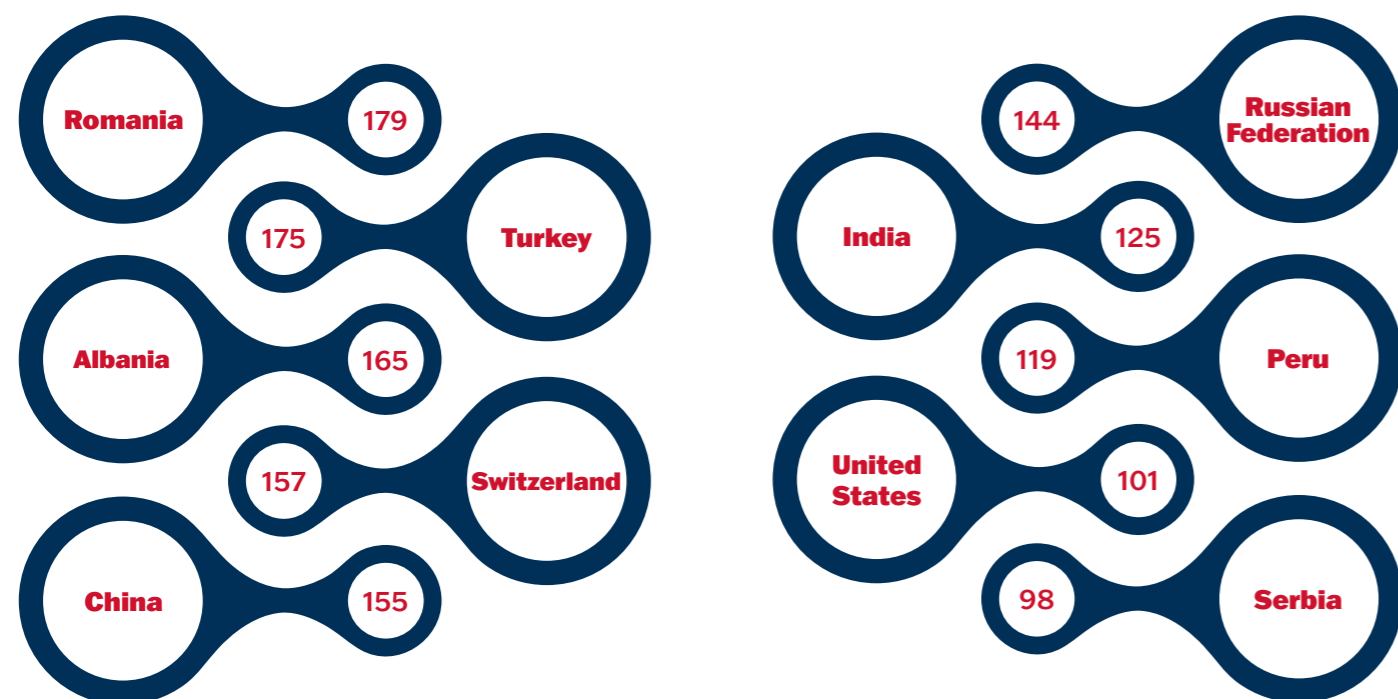 Romania
179
175
Turkey
Albania
165
157
Switzerland
China
155
144
Russian
Federation
India
125
119
Peru
United
States
101
98
Serbia